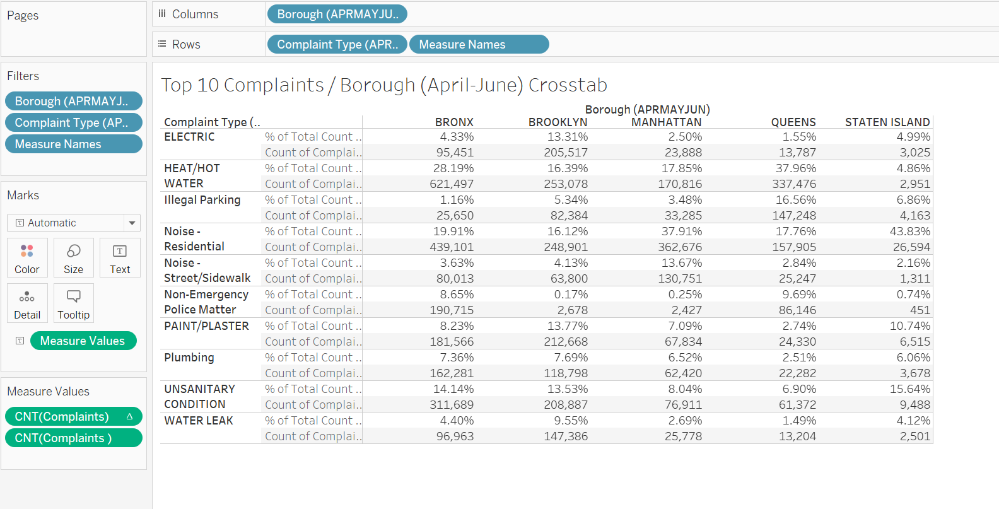 Pages
Columns
Borough (APRMAYJU..
Rows
Complaint Type (APR..
Measure Names
Filters
Borough (APRMAYJ..
Complaint Type (AP..
Measure Names
Marks
Automatic
Color
Size
Text
Detail
Tooltip
Measure Values
Measure Values
CNT(Complaints) Δ
CNT(Complaints )
Top 10 Complaints / Borough (April-June) Crosstab
Borough (APRMAYJUN)
Complaint Type (.. BRONX BROOKLYN MANHATTAN QUEENS STATEN ISLAND
ELECTRIC % of Total Count .. 4.33% 13.31% 2.50% 1.55% 4.99%
Count of Complai.. 95,451 205,517 23,888 13,787 3,025
HEAT/HOT % of Total Count .. 28.19% 16.39% 17.85% 37.96% 4.86%
WATER Count of Complai.. 621,497 253,078 170,816 337,476 2,951
Illegal Parking % of Total Count .. 1.16% 5.34% 3.48% 16.56% 6.86%
Count of Complai.. 25,650 82,384 33,285 147,248 4,163
Noise - % of Total Count .. 19.91% 16.12% 37.91% 17.76% 43.83%
Residential Count of Complai.. 439,101 248,901 362,676 157,905 26,594
Noise - % of Total Count .. 3.63% 4.13% 13.67% 2.84% 2.16%
Street/Sidewalk Count of Complai.. 80,013 63,800 130,751 25,247 1,311
Non-Emergency % of Total Count .. 8.65% 0.17% 0.25% 9.69% 0.74%
Police Matter Count of Complai.. 190,715 2,678 2,427 86,146 451
PAINT/PLASTER % of Total Count .. 8.23% 13.77% 7.09% 2.74% 10.74%
Count of Complai.. 181,566 212,668 67,834 24,330 6,515
Plumbing % of Total Count .. 7.36% 7.69% 6.52% 2.51% 6.06%
Count of Complai.. 162,281 118,798 62,420 22,282 3,678
UNSANITARY % of Total Count .. 14.14% 13.53% 8.04% 6.90% 15.64%
CONDITION Count of Complai.. 311,689 208,887 76,911 61,372 9,488
WATER LEAK % of Total Count .. 4.40% 9.55% 2.69% 1.49% 4.12%
Count of Complai.. 96,963 147,386 25,778 13,204 2,501